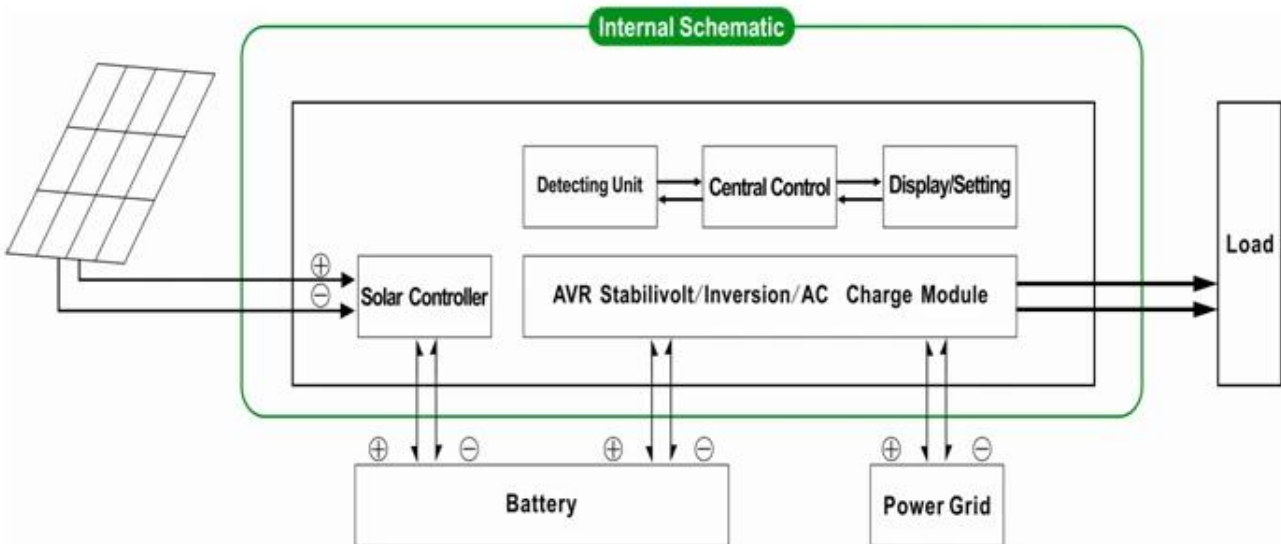 Internal Schematic
Detecting Unit
Central Control
Display/Setting
Load
⊕
⊖
Solar Controller
AVR Stabilivolt/Inversion/AC Charge Module
⊕ ⊖ ⊕ ⊖ ⊕ ⊖
Battery
Power Grid